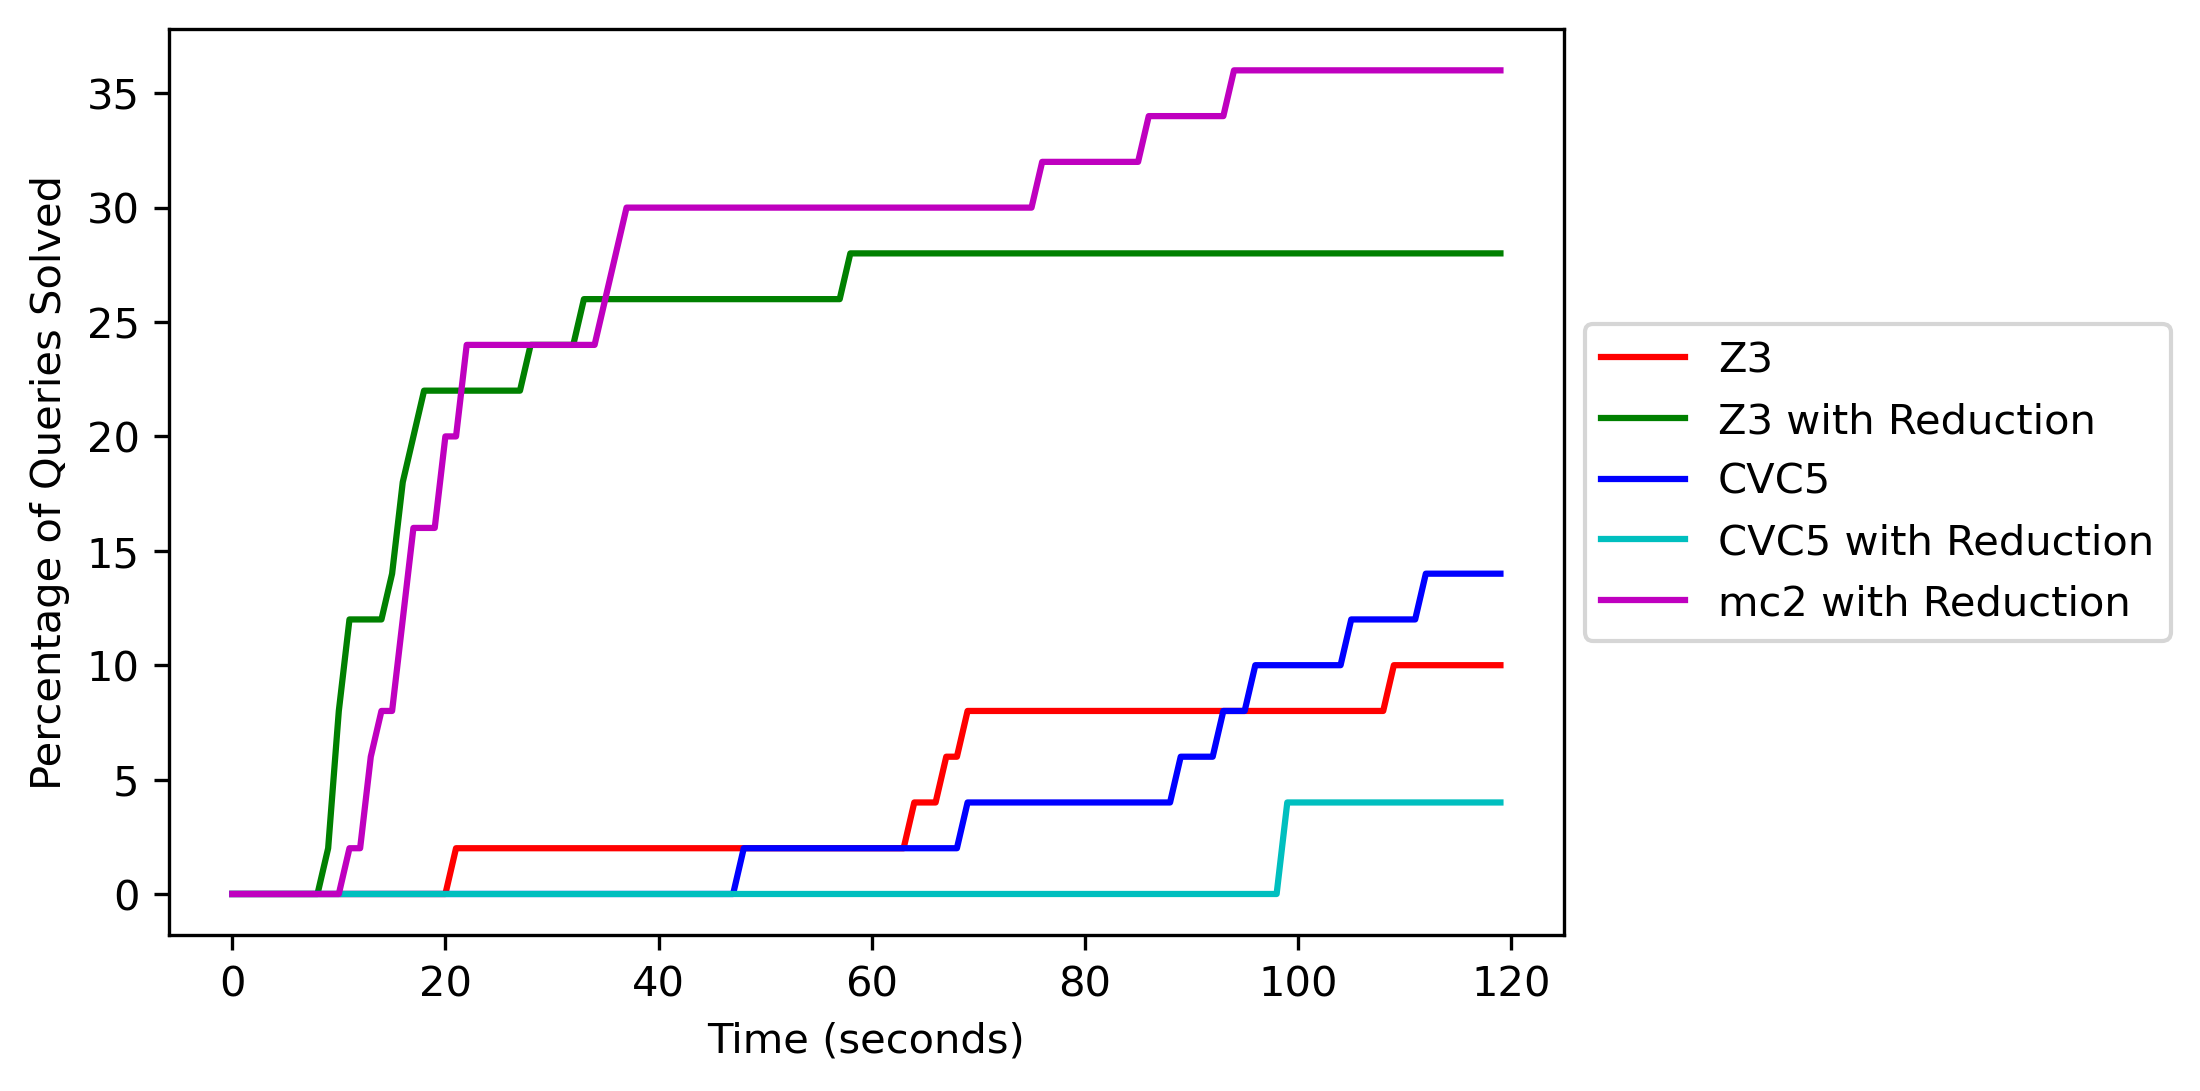 Percentage of Queries Solved
35
30
25
20
15
10
5
0
0 20 40 60 80 100 120
Time (seconds)
Z3
Z3 with Reduction
CVC5
CVC5 with Reduction
mc2 with Reduction